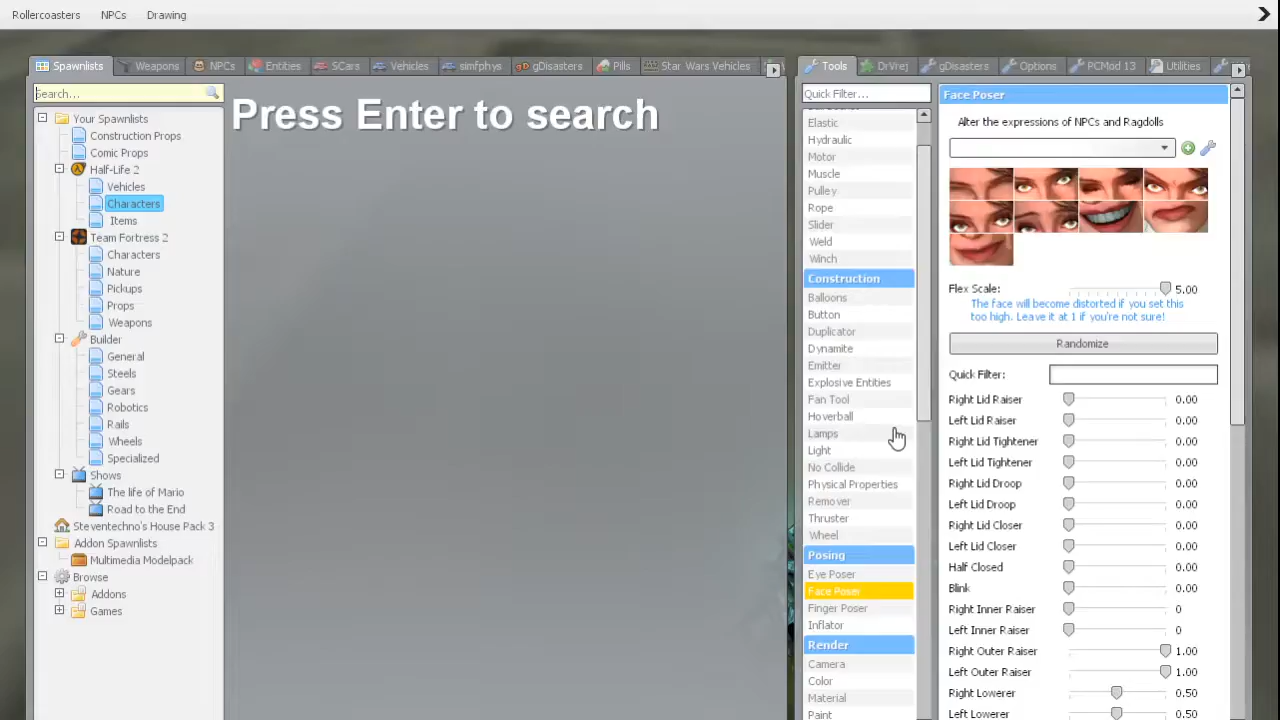 Rollercoasters NPCs Drawing
Spawnlists Weapons NPCs Entities SCars Vehicles simfphys gDisasters Pills Star Wars Vehicles
Search...
Press Enter to search
Your Spawnlists
Construction Props
Comic Props
Half-Life 2
Vehicles
Characters
Items
Team Fortress 2
Characters
Nature
Pickups
Props
Weapons
Builder
General
Steels
Gears
Robotics
Rails
Wheels
Specialized
Shows
The life of Mario
Road to the End
Steventechno's House Pack 3
Addon Spawnlists
Multimedia Modelpack
Browse
Addons
Games
Tools DrVrej gDisasters Options PCMod 13 Utilities
Quick Filter...
Elastic
Hydraulic
Motor
Muscle
Pulley
Rope
Slider
Weld
Winch
Construction
Balloons
Button
Duplicator
Dynamite
Emitter
Explosive Entities
Fan Tool
Hoverball
Lamps
Light
No Collide
Physical Properties
Remover
Thruster
Wheel
Posing
Eye Poser
Face Poser
Finger Poser
Inflator
Render
Camera
Color
Material
Paint
Face Poser
Alter the expressions of NPCs and Ragdolls
Flex Scale: 5.00
The face will become distorted if you set this
too high. Leave it at 1 if you're not sure!
Randomize
Quick Filter:
Right Lid Raiser 0.00
Left Lid Raiser 0.00
Right Lid Tightener 0.00
Left Lid Tightener 0.00
Right Lid Droop 0.00
Left Lid Droop 0.00
Right Lid Closer 0.00
Left Lid Closer 0.00
Half Closed 0.00
Blink 0.00
Right Inner Raiser 0
Left Inner Raiser 0
Right Outer Raiser 1.00
Left Outer Raiser 1.00
Right Lowerer 0.50
Left Lowerer 0.50